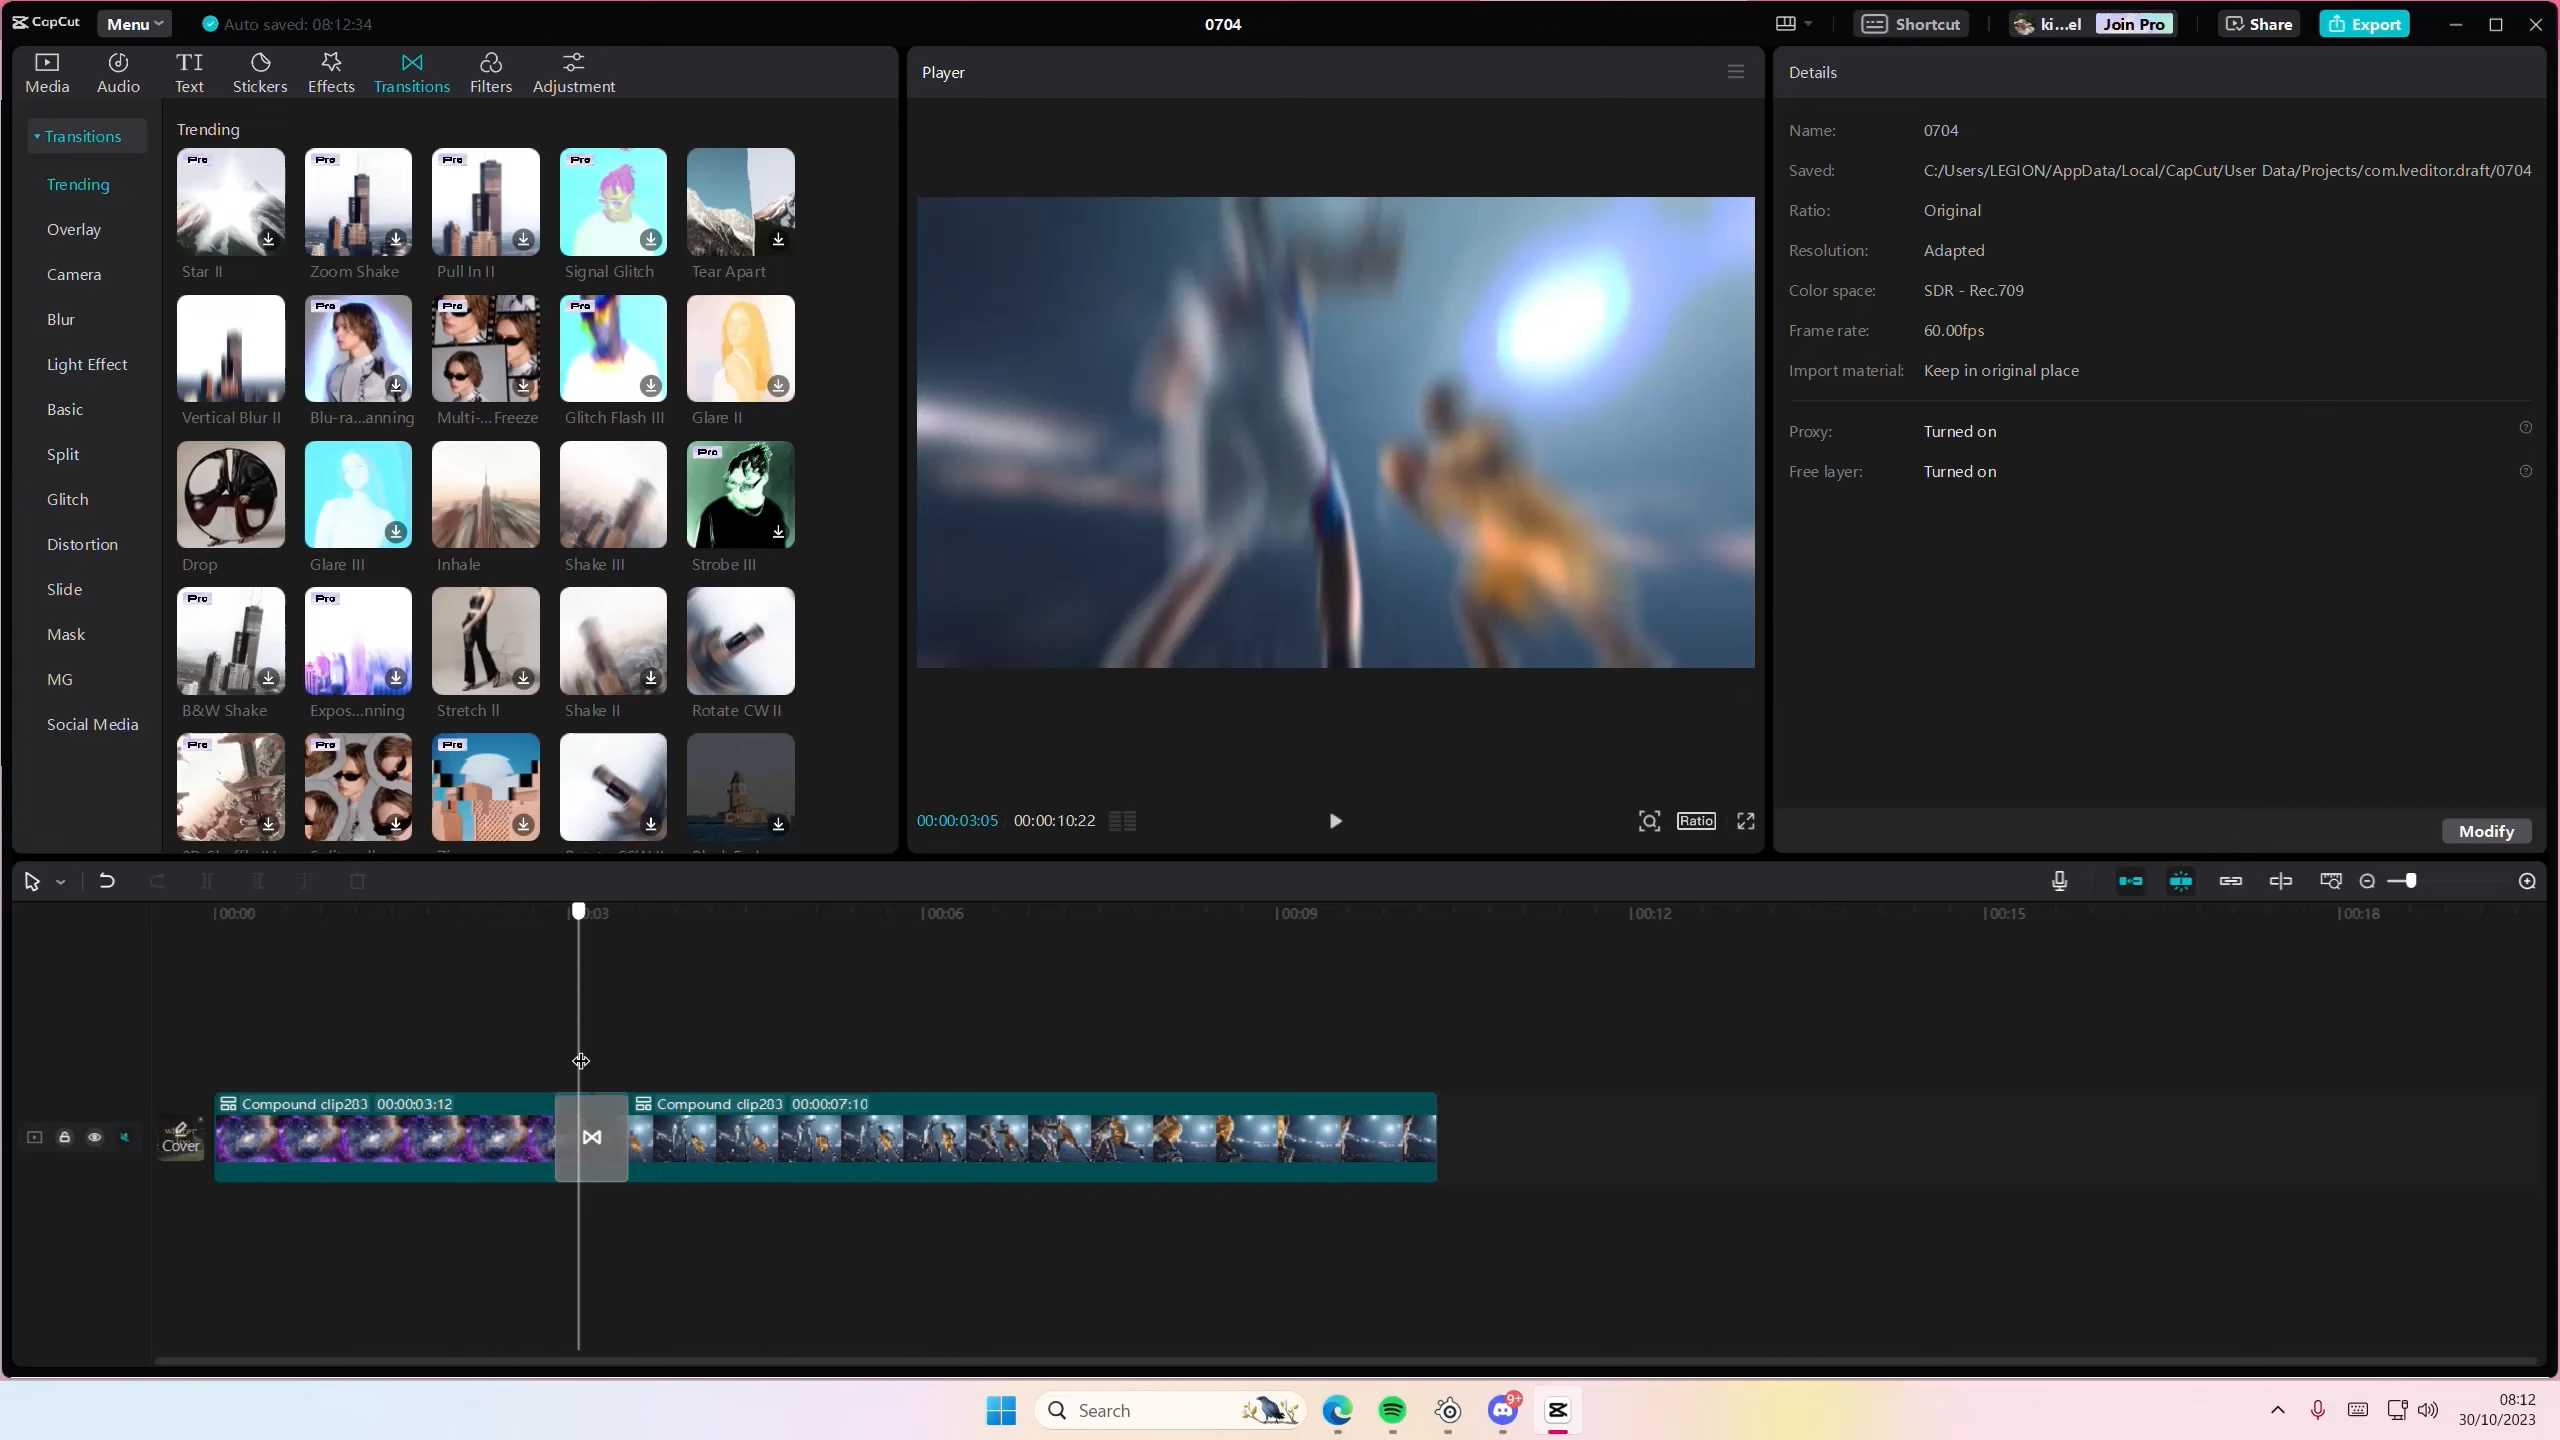 CapCut
Menu
Auto saved: 08:12:34
0704
Shortcut
ki...el
Join Pro
Share
Export
Media
Audio
Text
Stickers
Effects
Transitions
Filters
Adjustment
Transitions
Trending
Overlay
Camera
Blur
Light Effect
Basic
Split
Glitch
Distortion
Slide
Mask
MG
Social Media
Trending
Pro
Pro
Pro
Pro
Star II
Zoom Shake
Pull In II
Signal Glitch
Tear Apart
Pro
Pro
Pro
Vertical Blur II
Blu-ra...anning
Multi-...Freeze
Glitch Flash III
Glare II
Pro
Drop
Glare III
Inhale
Shake III
Strobe III
Pro
Pro
B&W Shake
Expos...nning
Stretch ll
Shake II
Rotate CW II
Pro
Pro
Pro
Player
00:00:03:05
00:00:10:22
Ratio
Details
Name: 0704
Saved: C:/Users/LEGION/AppData/Local/CapCut/User Data/Projects/com.lveditor.draft/0704
Ratio: Original
Resolution: Adapted
Color space: SDR - Rec.709
Frame rate: 60.00fps
Import material: Keep in original place
Proxy: Turned on
Free layer: Turned on
Modify
00:00
:03
00:06
00:09
00:12
00:15
00:18
Cover
Compound clip283 00:00:03:12
Compound clip283 00:00:07:10
Search
9+
08:12
30/10/2023